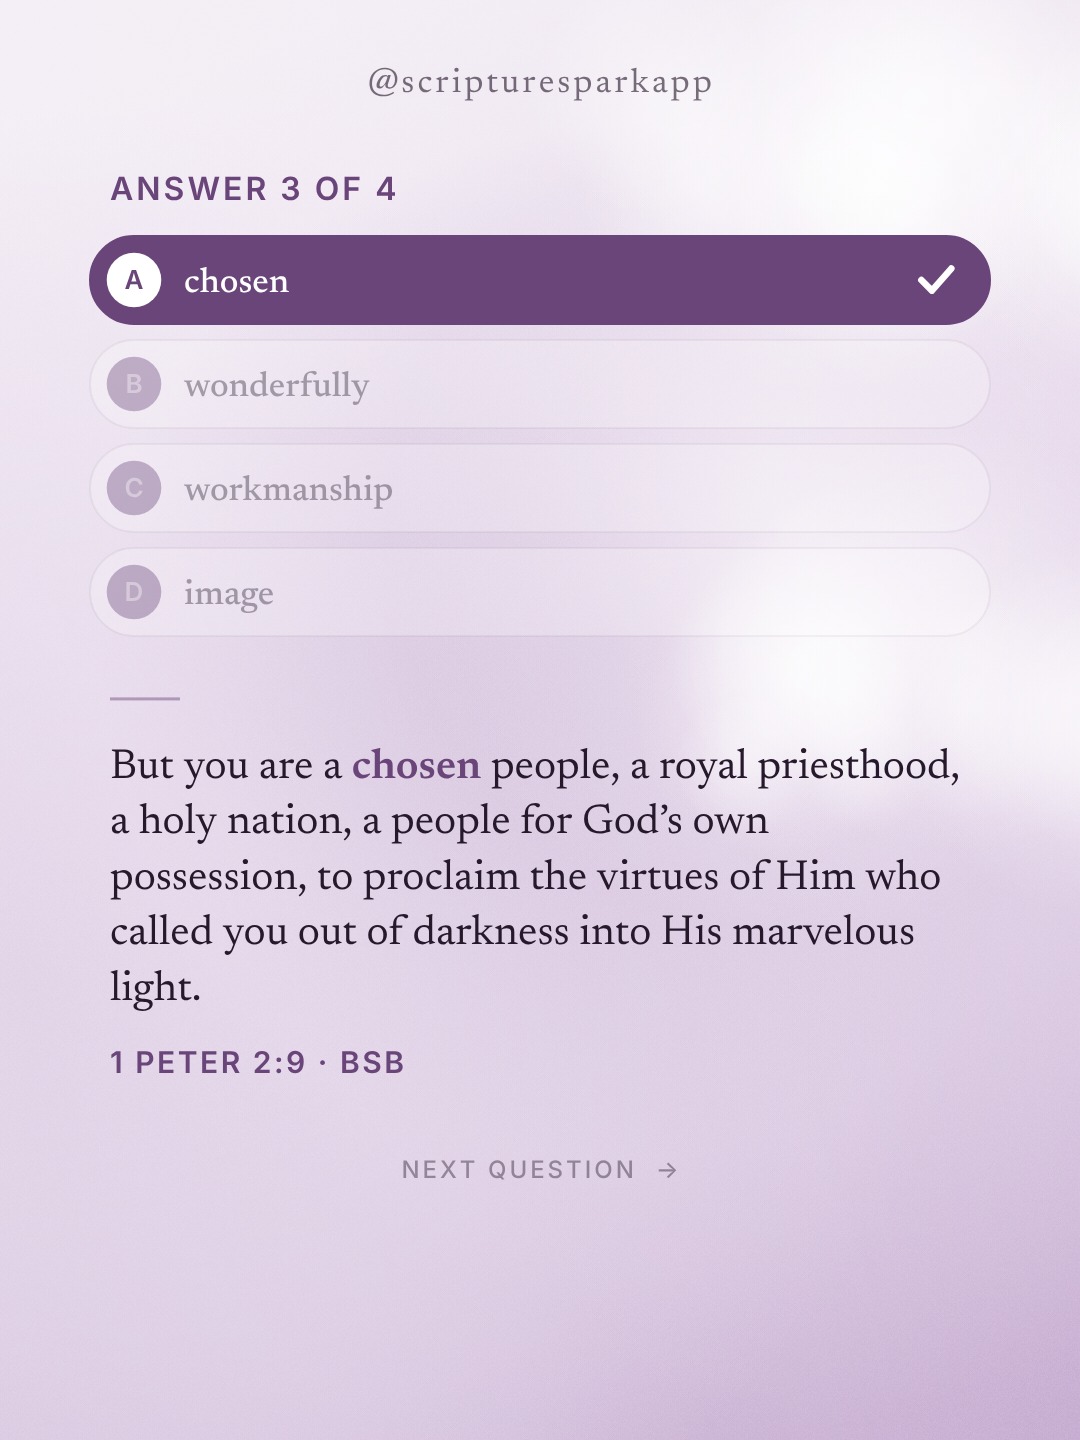 @scripturesparkapp
ANSWER 3 OF 4
A chosen
B wonderfully
C workmanship
D image
But you are a chosen people, a royal priesthood,
a holy nation, a people for God’s own
possession, to proclaim the virtues of Him who
called you out of darkness into His marvelous
light.
1 PETER 2:9 · BSB
NEXT QUESTION →